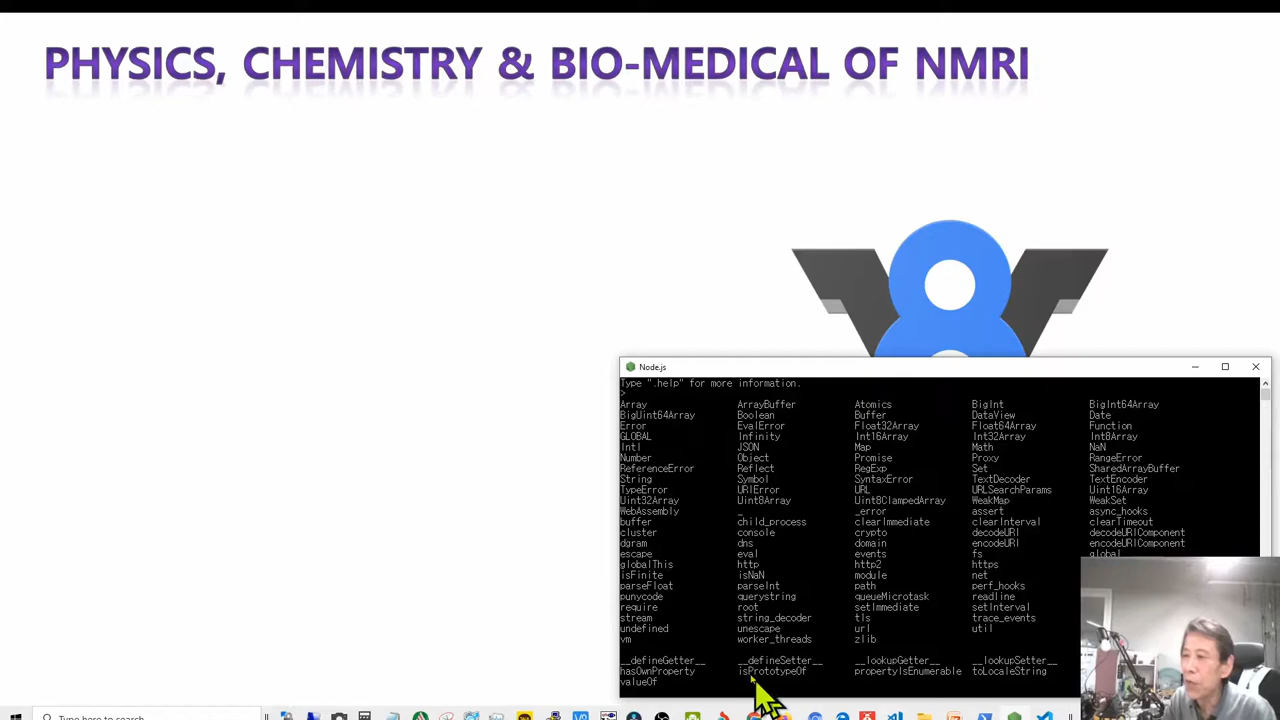 PHYSICS, CHEMISTRY & BIO-MEDICAL OF NMRI
8
Node.js
Type ".help" for more information.
>
Array ArrayBuffer Atomics BigInt BigInt64Array
BigUint64Array Boolean Buffer DataView Date
Error EvalError Float32Array Float64Array Function
GLOBAL Infinity Int16Array Int32Array Int8Array
Intl JSON Map Math NaN
Number Object Promise Proxy RangeError
ReferenceError Reflect RegExp Set SharedArrayBuffer
String Symbol SyntaxError TextDecoder TextEncoder
TypeError URIError URL URLSearchParams Uint16Array
Uint32Array Uint8Array Uint8ClampedArray WeakMap WeakSet
WebAssembly _ _error assert async_hooks
buffer child_process clearImmediate clearInterval clearTimeout
cluster console crypto decodeURI decodeURIComponent
dgram dns domain encodeURI encodeURIComponent
escape eval events fs global
globalThis http http2 https
isFinite isNaN module net
parseFloat parseInt path perf_hooks
punycode querystring queueMicrotask readline
require root setImmediate setInterval
stream string_decoder tls trace_events
undefined unescape url util
vm worker_threads zlib
__defineGetter__ __defineSetter__ __lookupGetter__ __lookupSetter__
hasOwnProperty isPrototypeOf propertyIsEnumerable toLocaleString
valueOf
Type here to search